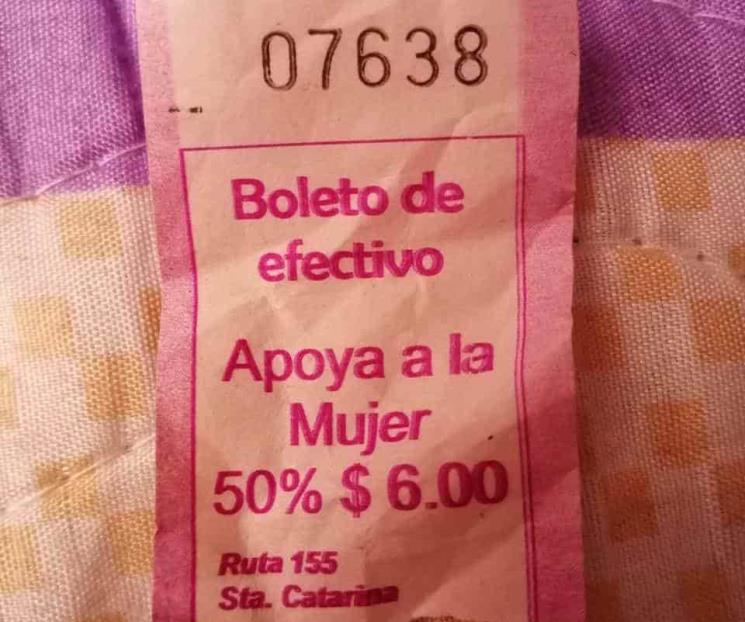 07638
Boleto de
efectivo
Apoya a la
Mujer
50% $ 6.00
Ruta 155
Sta. Catarina